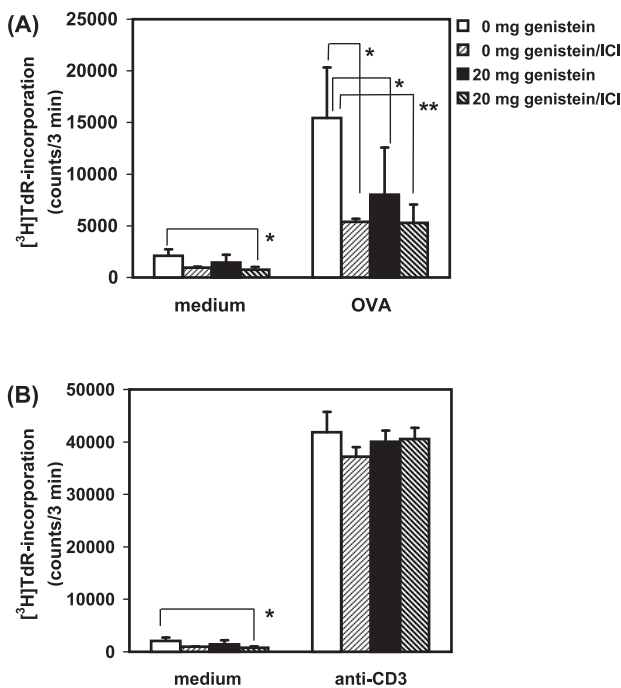 (A)
[³H]TdR-incorporation
(counts/3 min)
25000
20000
15000
10000
5000
0
*
*
*
**
medium
OVA
0 mg genistein
0 mg genistein/ICI
20 mg genistein
20 mg genistein/ICI
(B)
[³H]TdR-incorporation
(counts/3 min)
50000
40000
30000
20000
10000
0
*
medium
anti-CD3